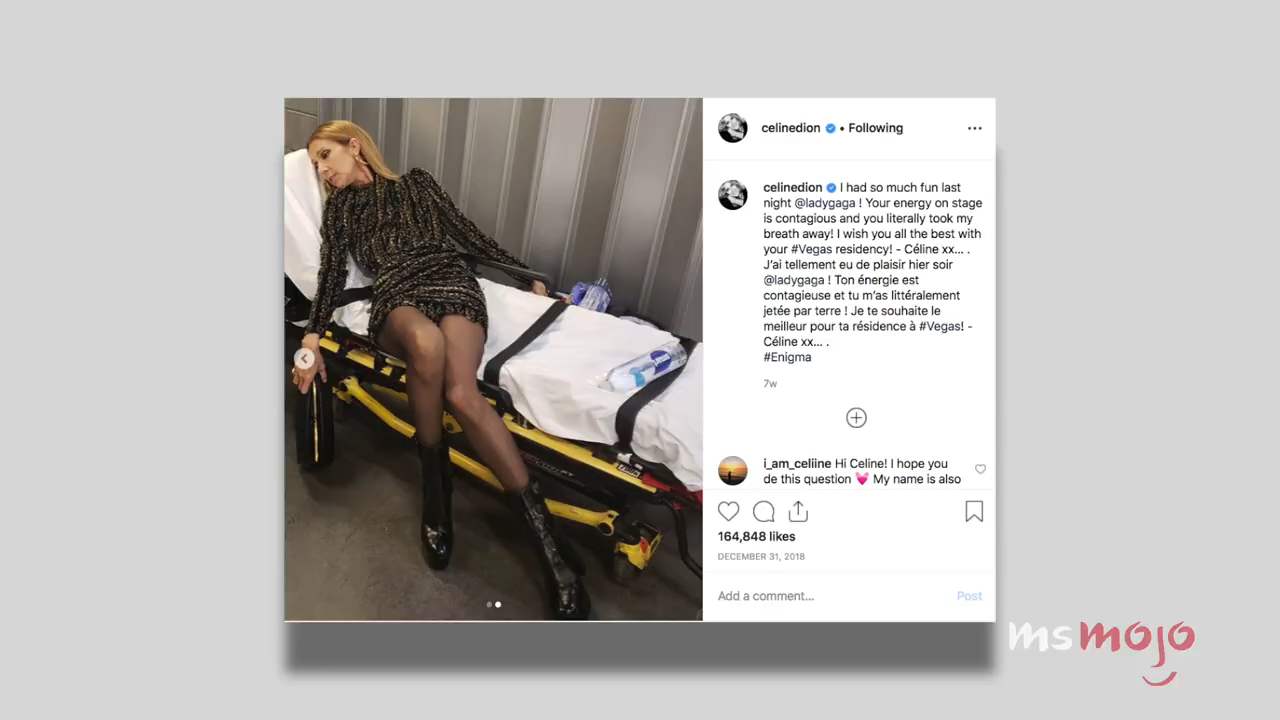 celinedion • Following
celinedion I had so much fun last
night @ladygaga ! Your energy on stage
is contagious and you literally took my
breath away! I wish you all the best with
your #Vegas residency! - Céline xx... .
J'ai tellement eu de plaisir hier soir
@ladygaga ! Ton énergie est
contagieuse et tu m'as littéralement
jetée par terre ! Je te souhaite le
meilleur pour ta résidence à #Vegas! -
Céline xx... .
#Enigma
7w
i_am_celiine Hi Celine! I hope you
de this question 💓 My name is also
164,848 likes
DECEMBER 31, 2018
Add a comment... Post
msmojo